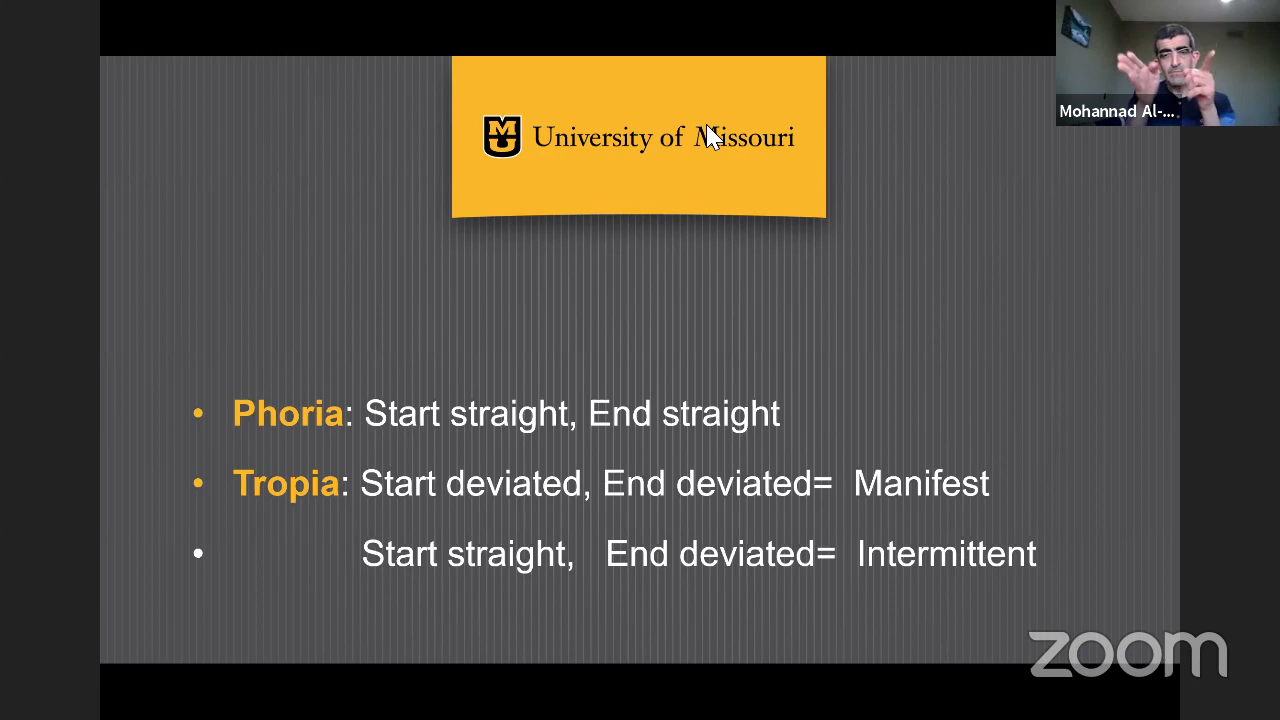 MU
University of Missouri
Mohannad Al-...
• Phoria: Start straight, End straight
• Tropia: Start deviated, End deviated= Manifest
• Start straight, End deviated= Intermittent
zoom